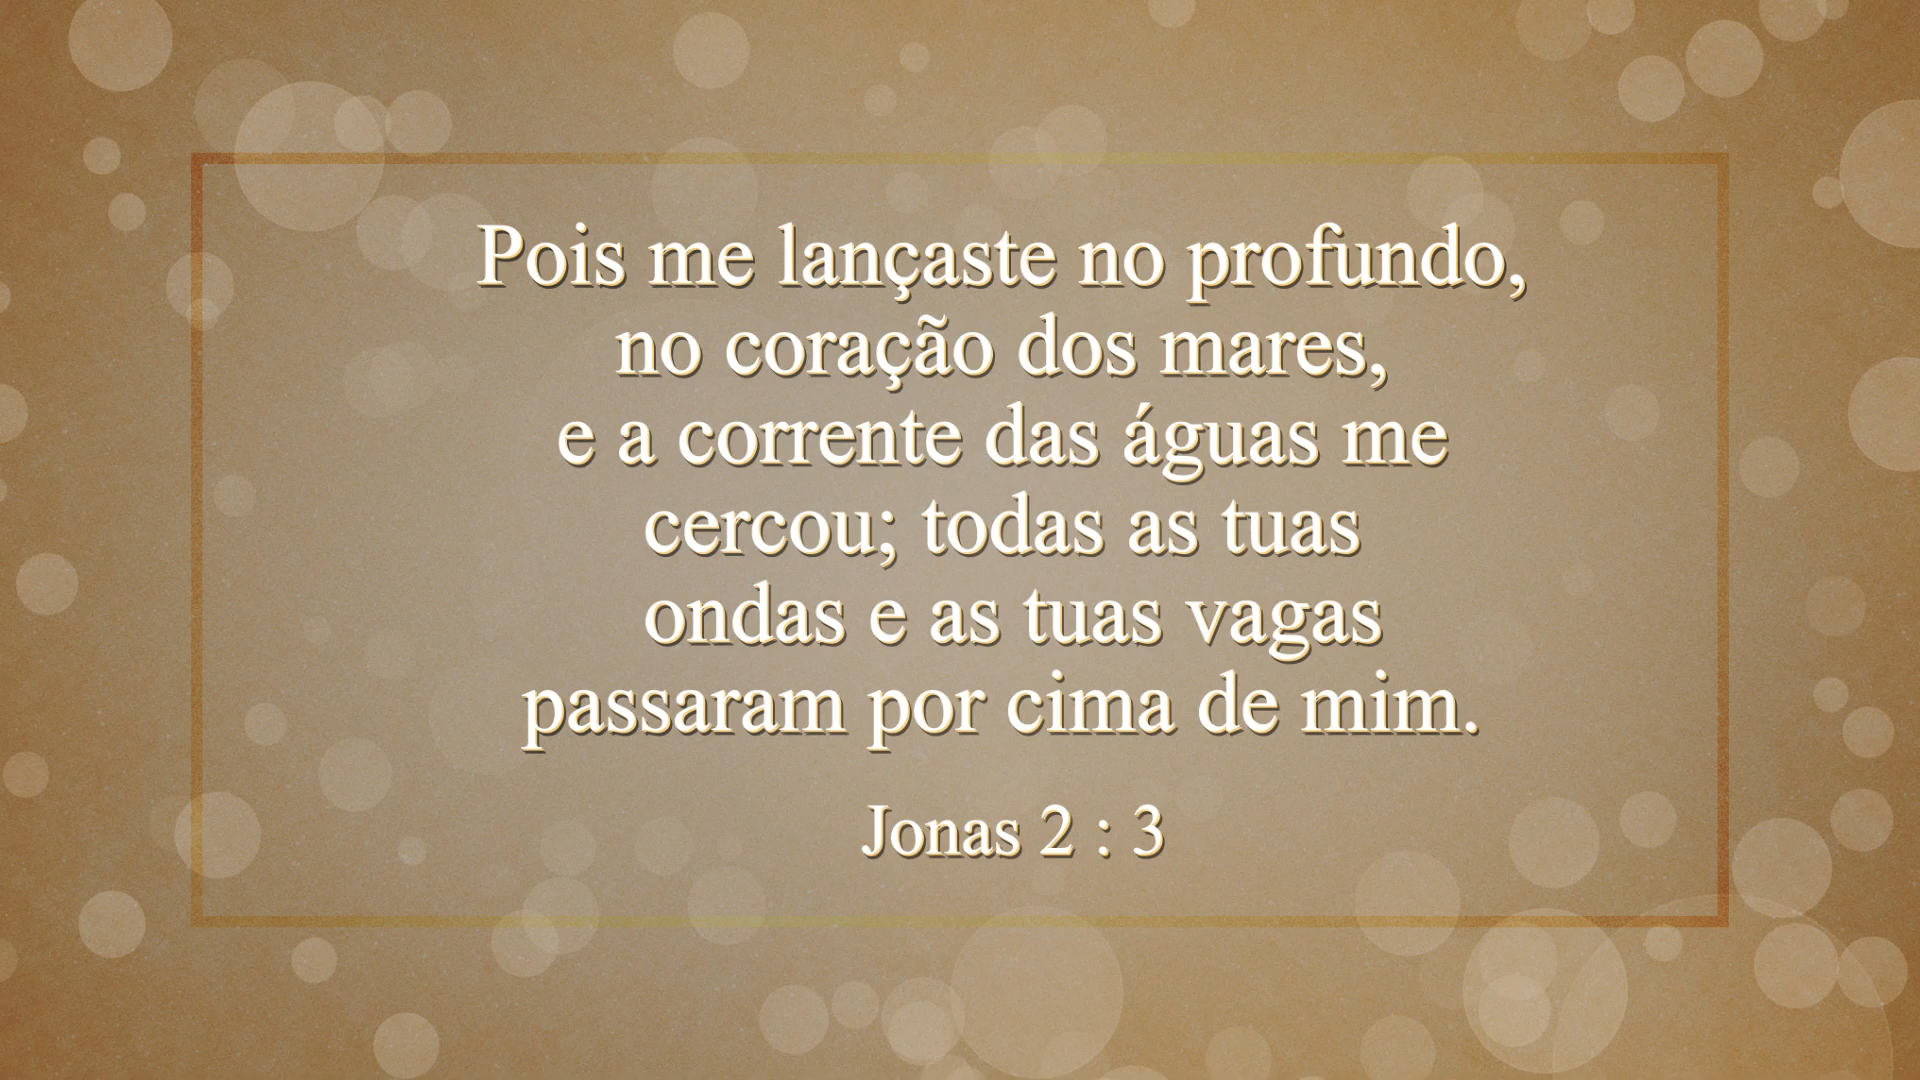 Pois me lançaste no profundo,
no coração dos mares,
e a corrente das águas me
cercou; todas as tuas
ondas e as tuas vagas
passaram por cima de mim.
Jonas 2 : 3